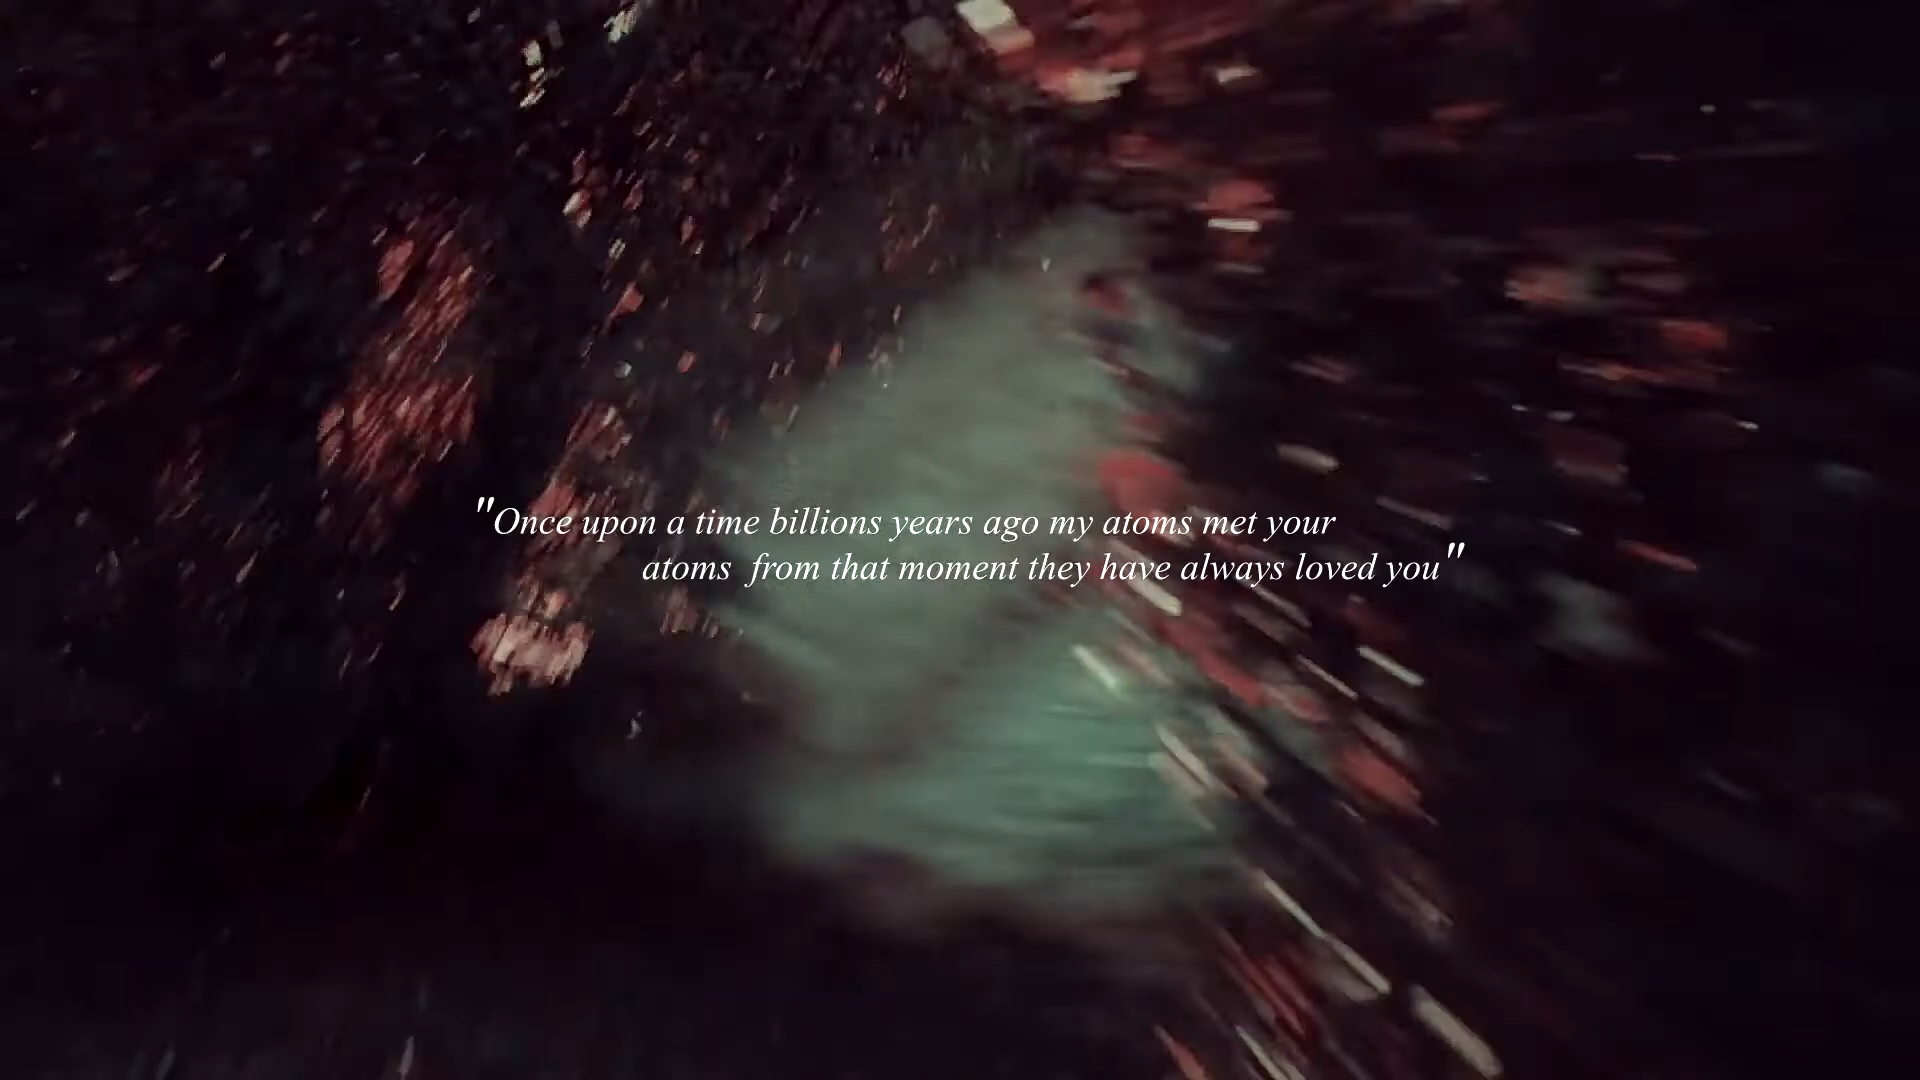 "Once upon a time billions years ago my atoms met your
atoms from that moment they have always loved you"